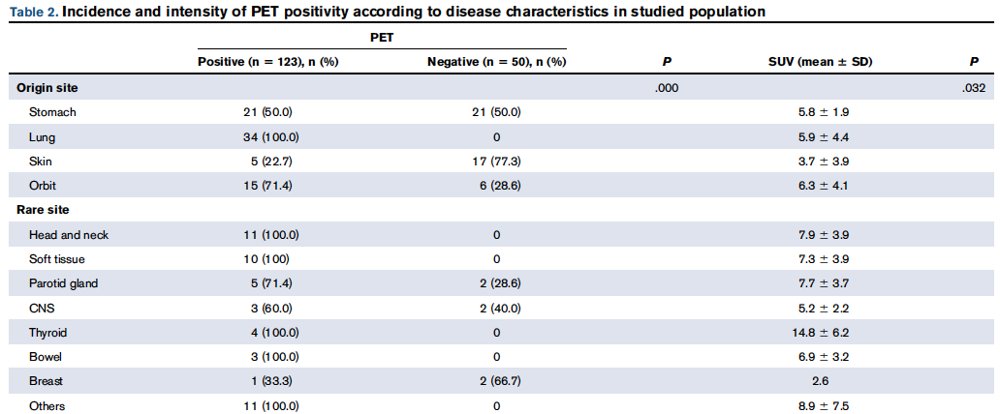 Table 2. Incidence and intensity of PET positivity according to disease characteristics in studied population
PET
Positive (n = 123), n (%) Negative (n = 50), n (%) P SUV (mean ± SD) P
Origin site .000 .032
Stomach 21 (50.0) 21 (50.0) 5.8 ± 1.9
Lung 34 (100.0) 0 5.9 ± 4.4
Skin 5 (22.7) 17 (77.3) 3.7 ± 3.9
Orbit 15 (71.4) 6 (28.6) 6.3 ± 4.1
Rare site
Head and neck 11 (100.0) 0 7.9 ± 3.9
Soft tissue 10 (100) 0 7.3 ± 3.9
Parotid gland 5 (71.4) 2 (28.6) 7.7 ± 3.7
CNS 3 (60.0) 2 (40.0) 5.2 ± 2.2
Thyroid 4 (100.0) 0 14.8 ± 6.2
Bowel 3 (100.0) 0 6.9 ± 3.2
Breast 1 (33.3) 2 (66.7) 2.6
Others 11 (100.0) 0 8.9 ± 7.5